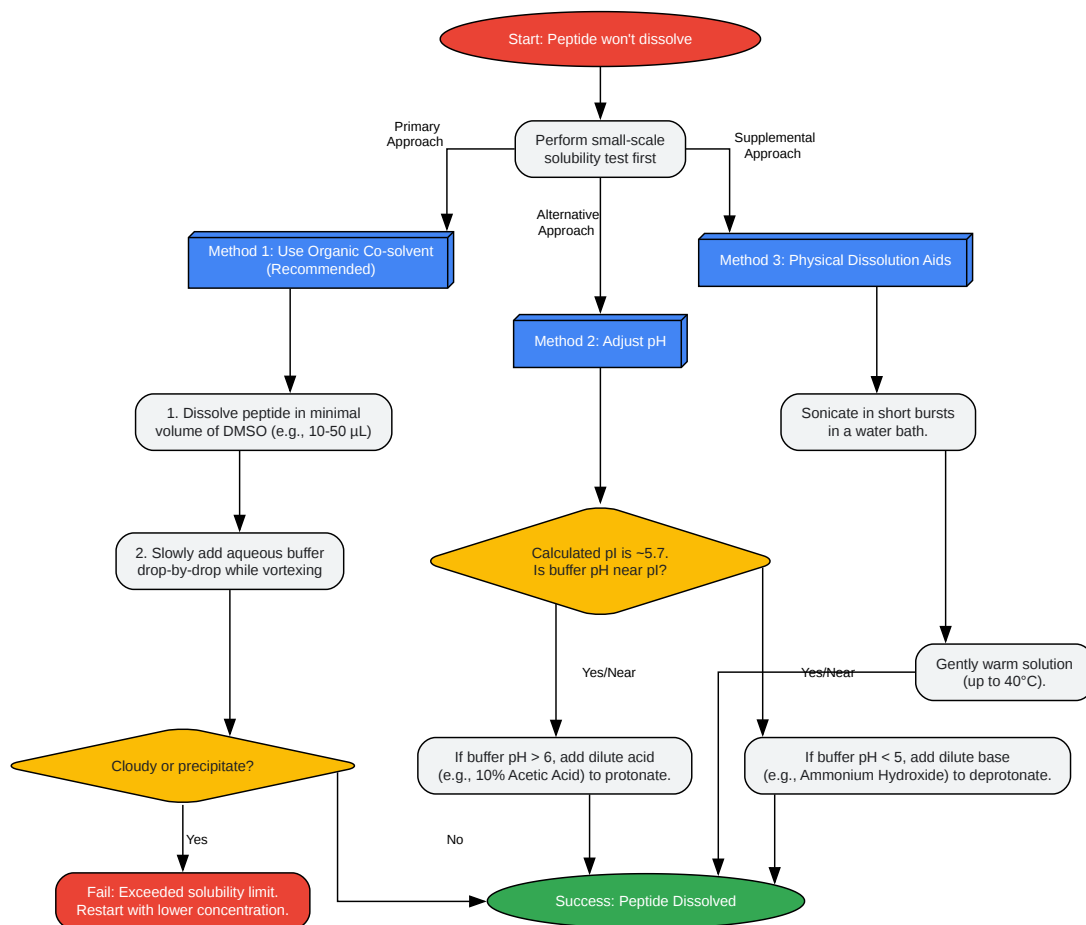 Start: Peptide won't dissolve
Primary
Approach
Perform small-scale
solubility test first
Supplemental
Approach
Alternative
Approach
Method 1: Use Organic Co-solvent
(Recommended)
Method 3: Physical Dissolution Aids
Method 2: Adjust pH
1. Dissolve peptide in minimal
volume of DMSO (e.g., 10-50 µL)
Sonicate in short bursts
in a water bath.
2. Slowly add aqueous buffer
drop-by-drop while vortexing
Calculated pI is ~5.7.
Is buffer pH near pI?
Yes/Near
Yes/Near
Gently warm solution
(up to 40°C).
Cloudy or precipitate?
If buffer pH > 6, add dilute acid
(e.g., 10% Acetic Acid) to protonate.
If buffer pH < 5, add dilute base
(e.g., Ammonium Hydroxide) to deprotonate.
Yes
No
Fail: Exceeded solubility limit.
Restart with lower concentration.
Success: Peptide Dissolved